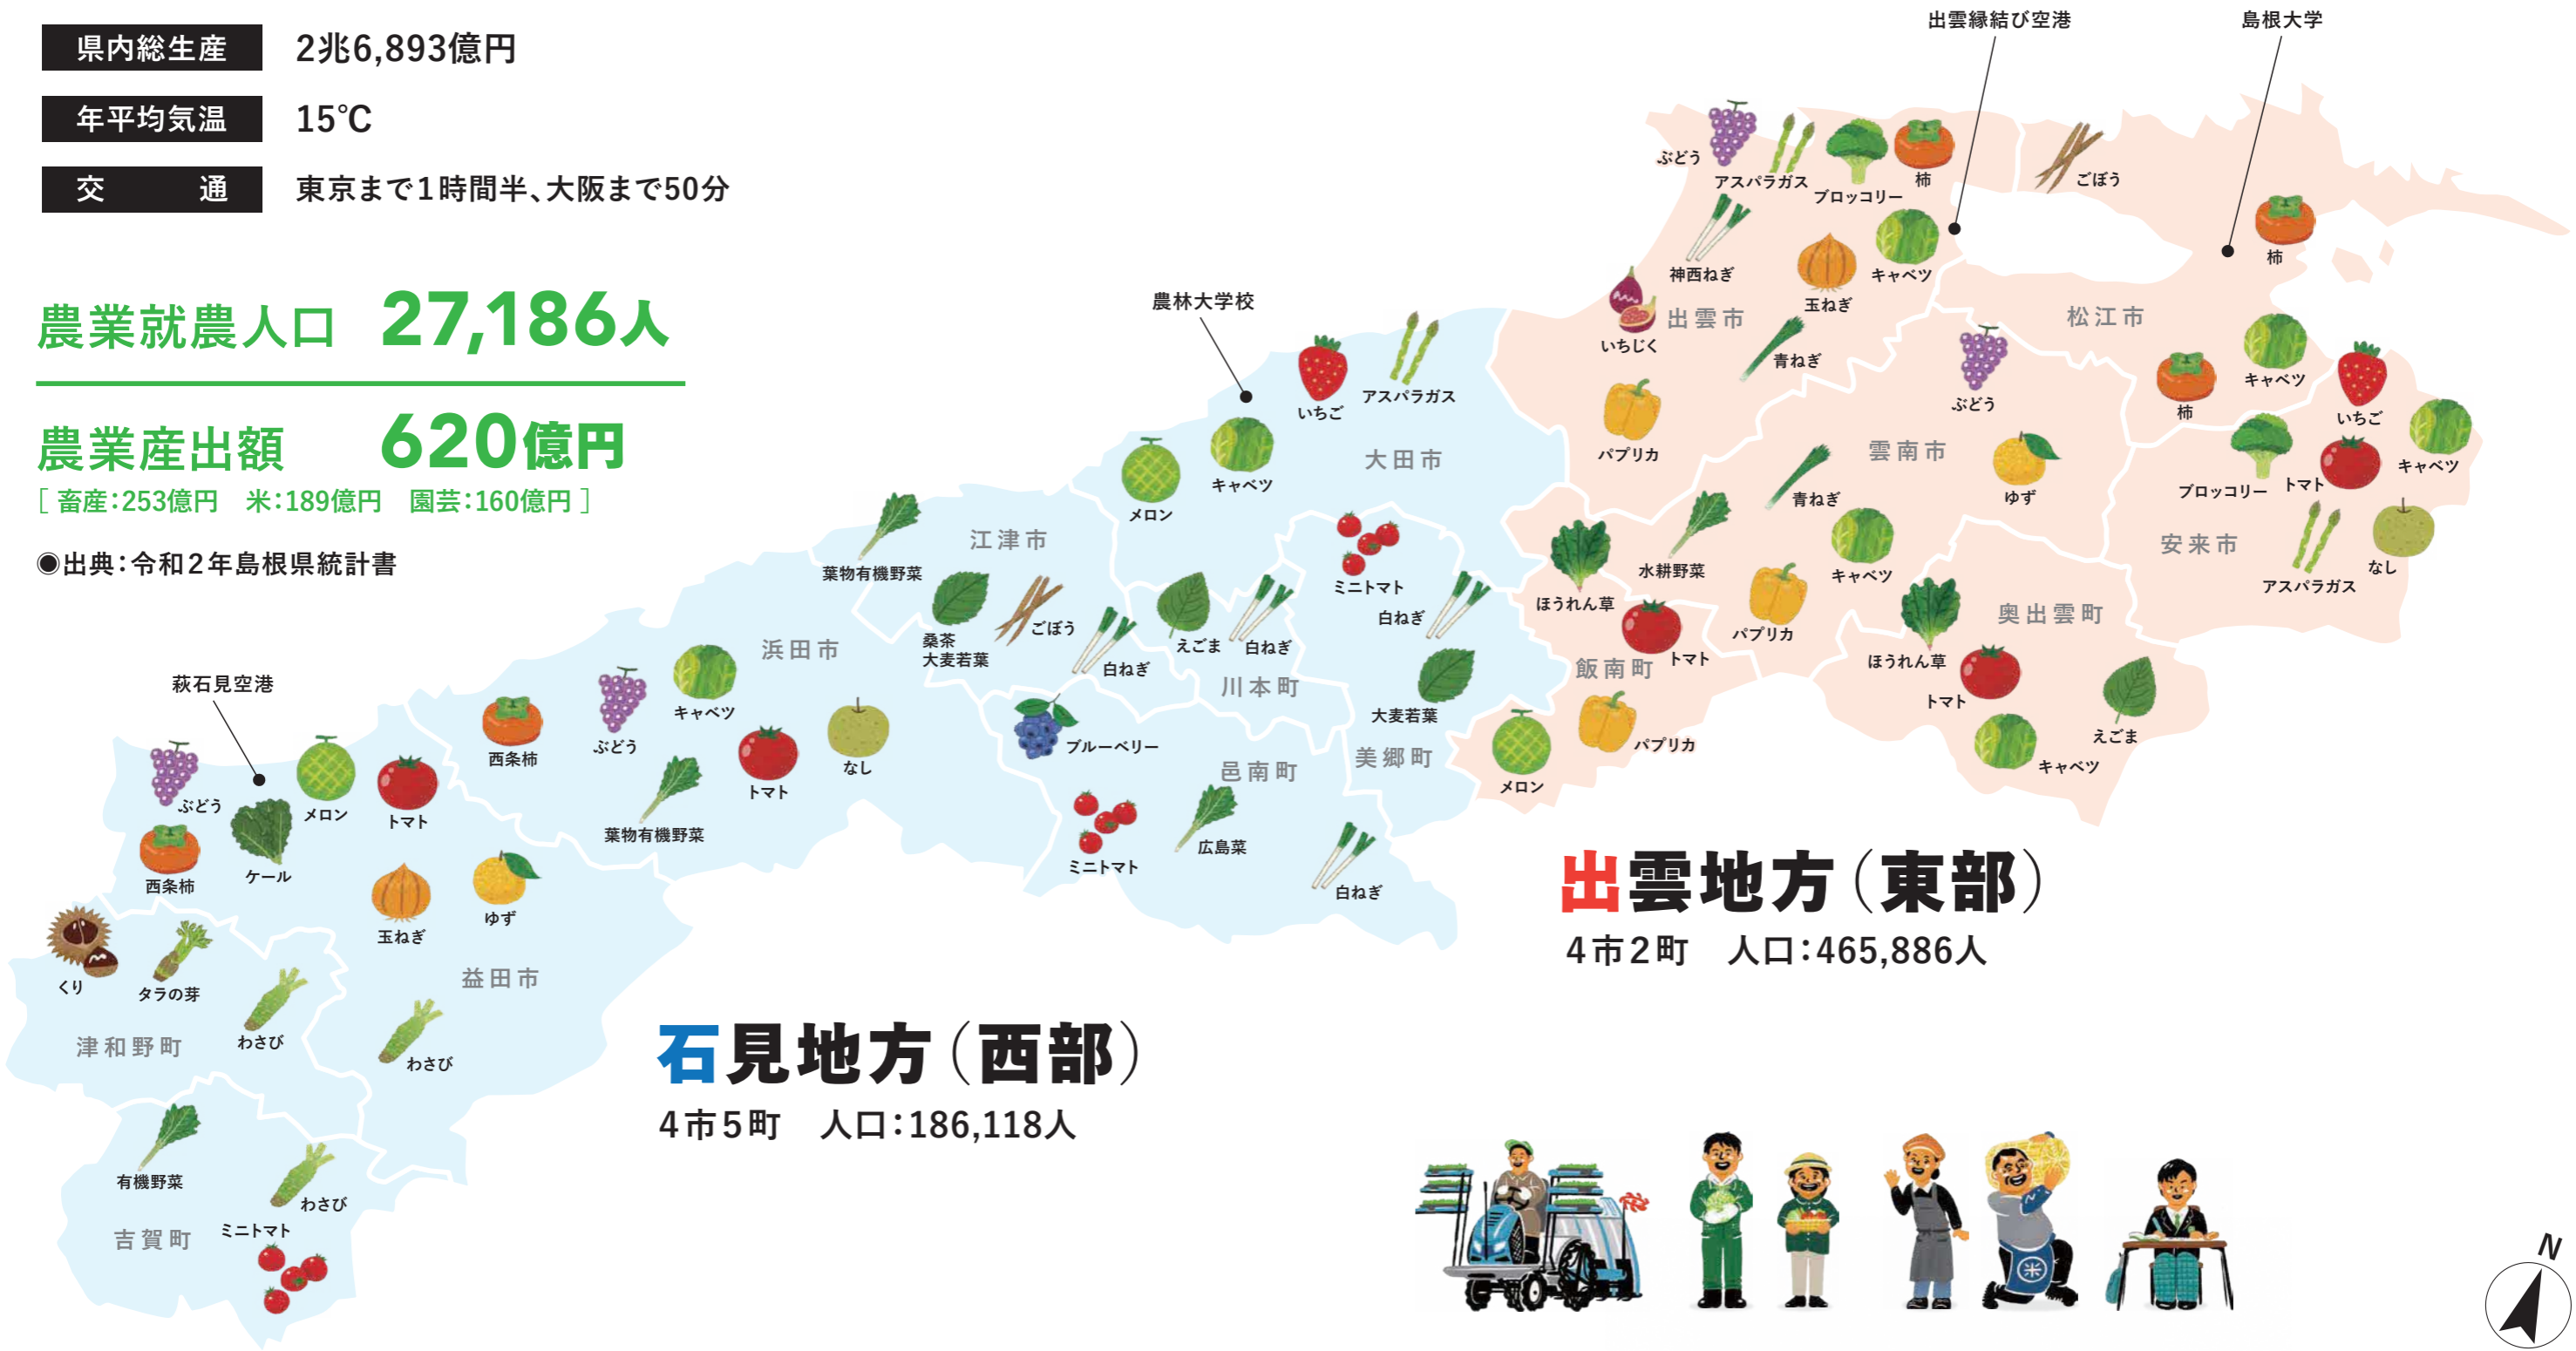 県内総生産 2兆6,893億円
年平均気温 15℃
交通 東京まで1時間半、大阪まで50分
農業就農人口 27,186人
農業産出額 620億円
[ 畜産：253億円 米：189億円 園芸：160億円 ]
◉出典：令和2年島根県統計書
出雲縁結び空港
島根大学
ぶどう
アスパラガス
ブロッコリー
柿
ごぼう
柿
神西ねぎ
玉ねぎ
キャベツ
いちじく
出雲市
青ねぎ
パプリカ
松江市
ぶどう
柿
キャベツ
いちご
キャベツ
ブロッコリー
トマト
アスパラガス
なし
安来市
雲南市
ゆず
青ねぎ
水耕野菜
キャベツ
パプリカ
ほうれん草
トマト
飯南町
パプリカ
メロン
奥出雲町
ほうれん草
トマト
キャベツ
えごま
農林大学校
いちご
アスパラガス
大田市
メロン
キャベツ
江津市
葉物有機野菜
桑茶
大麦若葉
ごぼう
白ねぎ
えごま
白ねぎ
川本町
ミニトマト
白ねぎ
大麦若葉
美郷町
ブルーベリー
邑南町
ミニトマト
広島菜
白ねぎ
浜田市
西条柿
ぶどう
キャベツ
トマト
なし
葉物有機野菜
萩石見空港
ぶどう
メロン
トマト
西条柿
ケール
玉ねぎ
ゆず
益田市
わさび
くり
タラの芽
わさび
津和野町
有機野菜
わさび
ミニトマト
吉賀町
出雲地方（東部）
4市2町 人口：465,886人
石見地方（西部）
4市5町 人口：186,118人
米
N